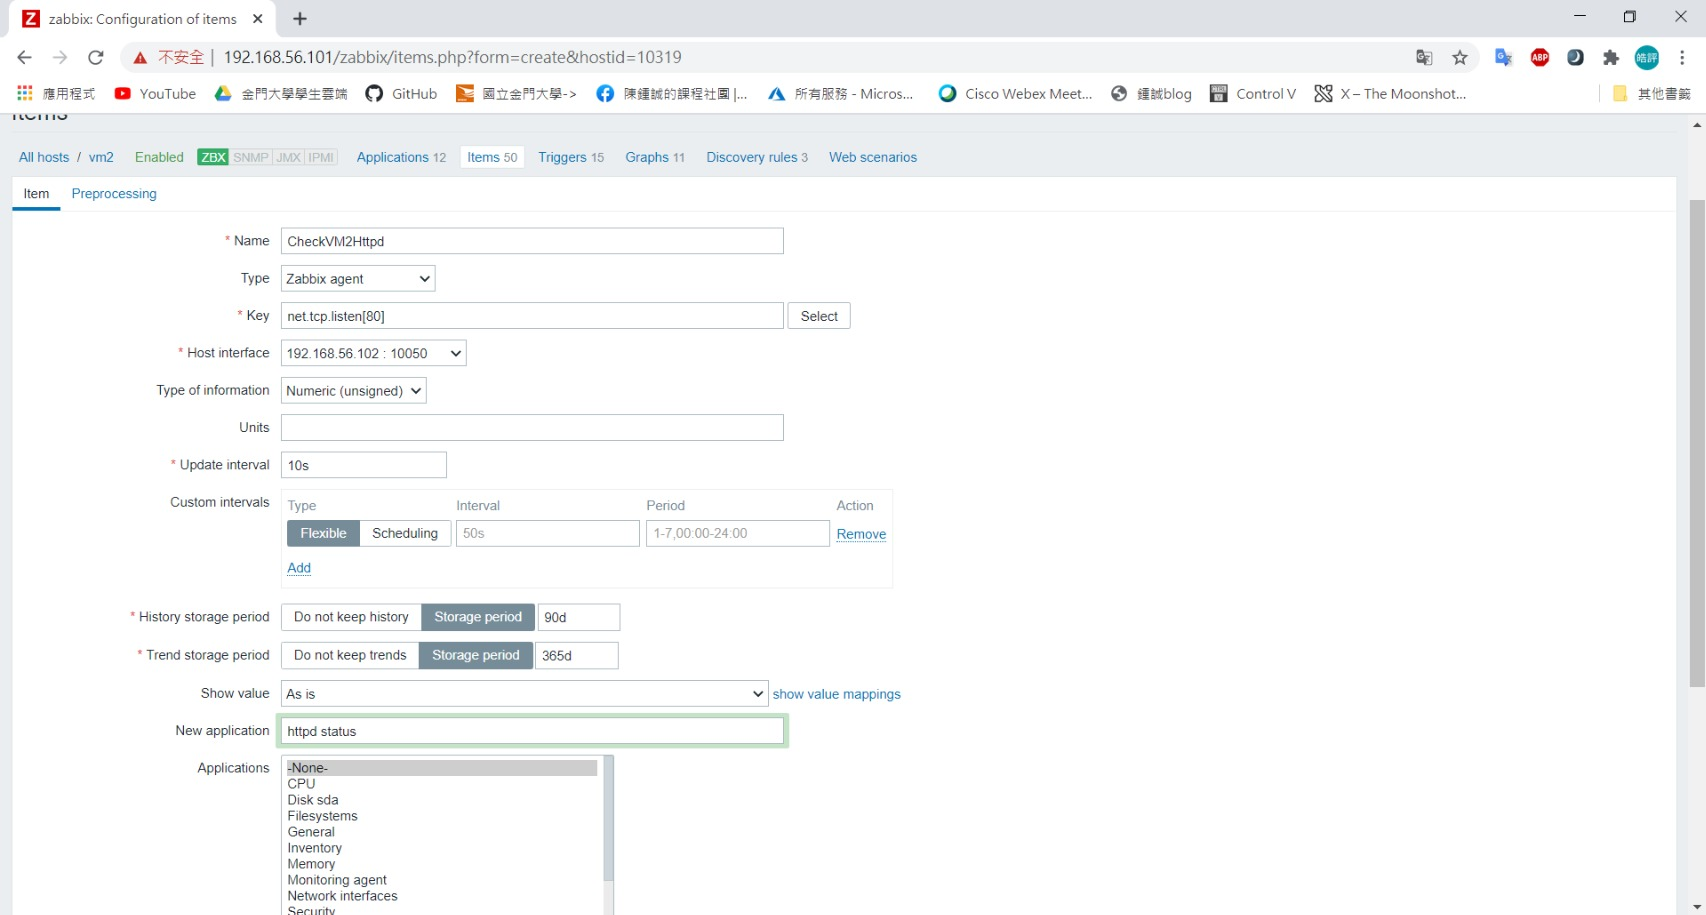 zabbix: Configuration of items
不安全 | 192.168.56.101/zabbix/items.php?form=create&hostid=10319
ABP
皓評
應用程式 YouTube 金門大學學生雲端 GitHub 國立金門大學-> 陳鍾誠的課程社團 |... 所有服務 - Micros... Cisco Webex Meet... 鍾誠blog Control V X – The Moonshot... 其他書籤
Items
All hosts / vm2 Enabled ZBX SNMP JMX IPMI Applications 12 Items 50 Triggers 15 Graphs 11 Discovery rules 3 Web scenarios
Item Preprocessing
* Name CheckVM2Httpd
Type Zabbix agent
* Key net.tcp.listen[80] Select
* Host interface 192.168.56.102 : 10050
Type of information Numeric (unsigned)
Units
* Update interval 10s
Custom intervals Type Interval Period Action
Flexible Scheduling 50s 1-7,00:00-24:00 Remove
Add
* History storage period Do not keep history Storage period 90d
* Trend storage period Do not keep trends Storage period 365d
Show value As is show value mappings
New application httpd status
Applications -None-
CPU
Disk sda
Filesystems
General
Inventory
Memory
Monitoring agent
Network interfaces
Security